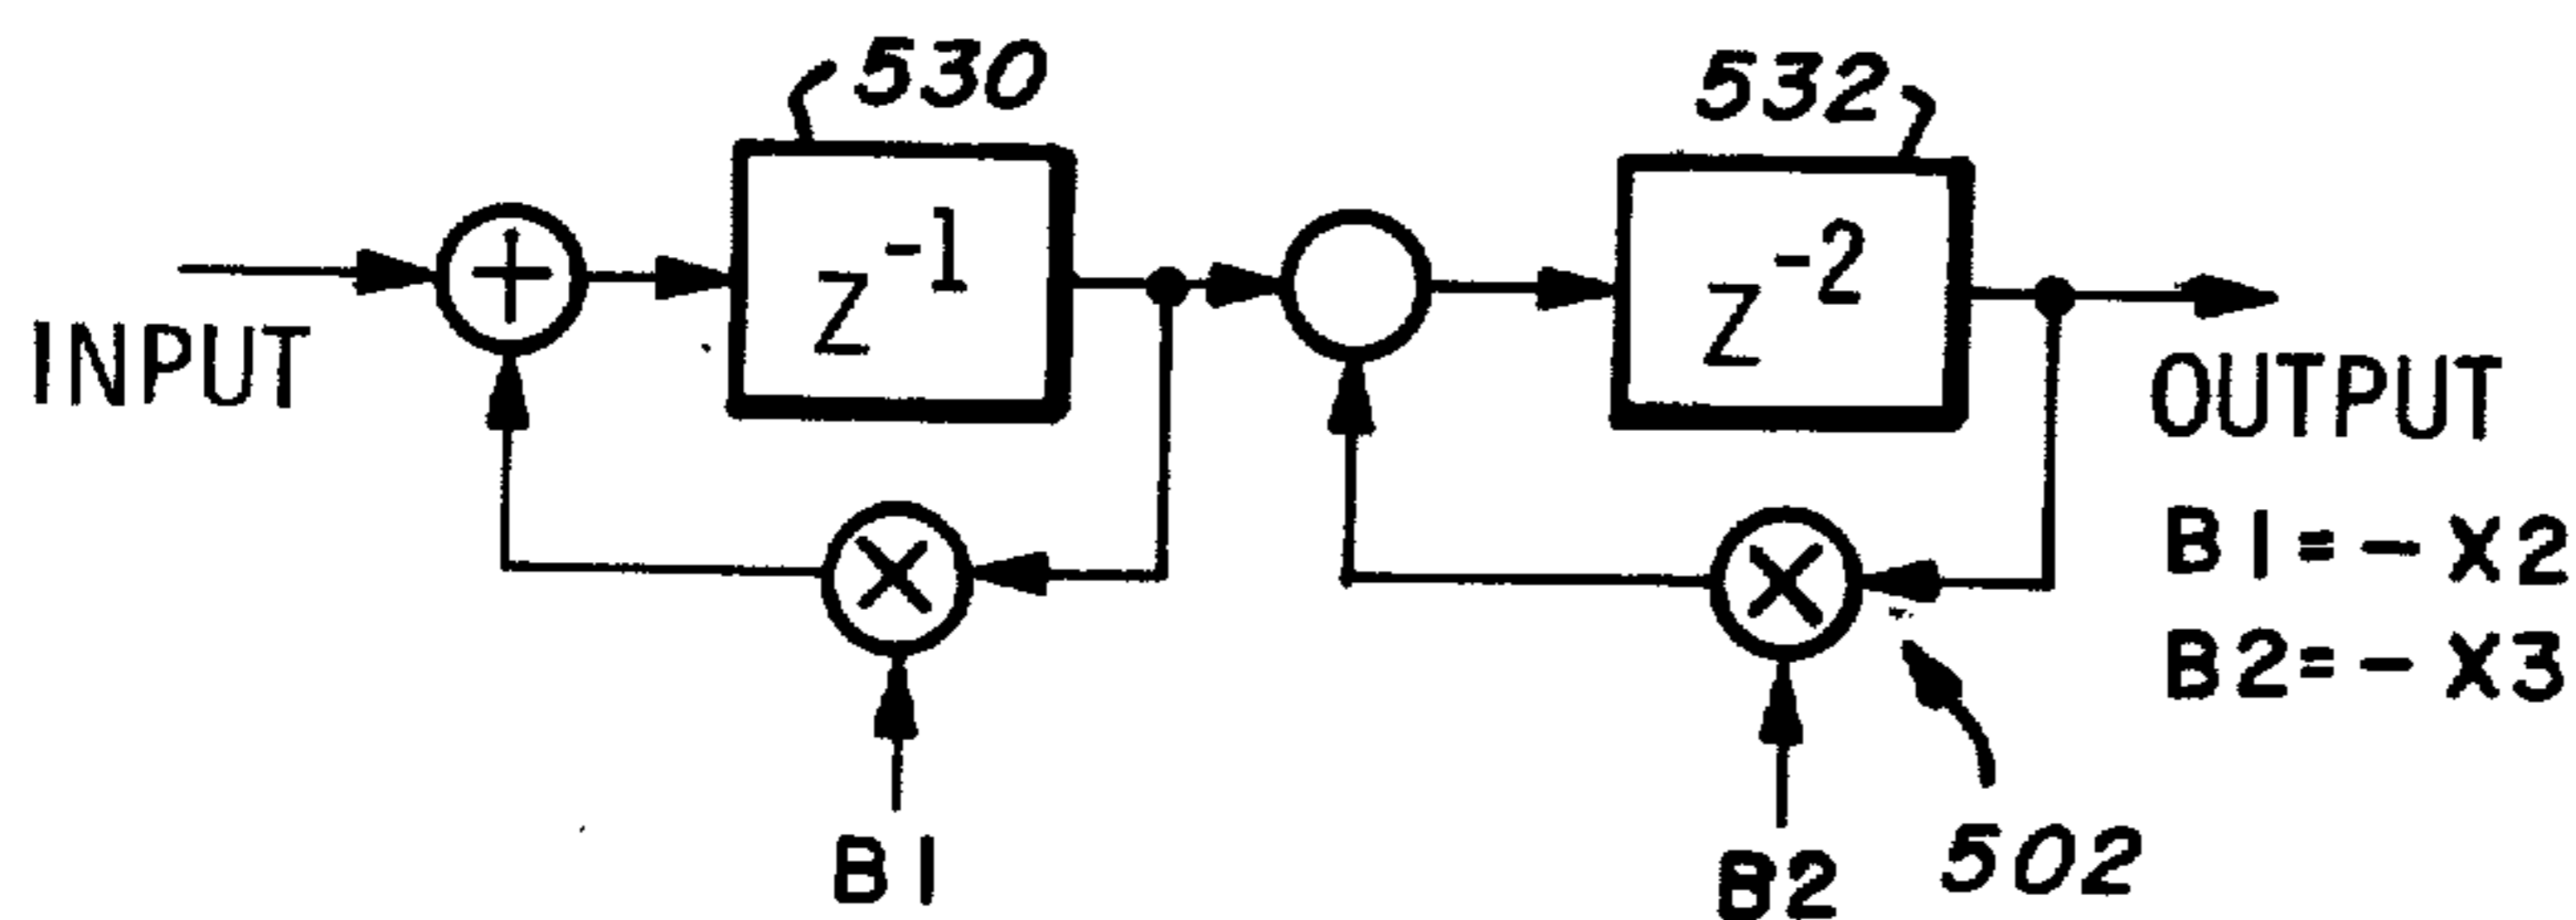 530
532
Z-1
Z-2
INPUT
OUTPUT
B1=-X2
B2=-X3
B1
B2
502